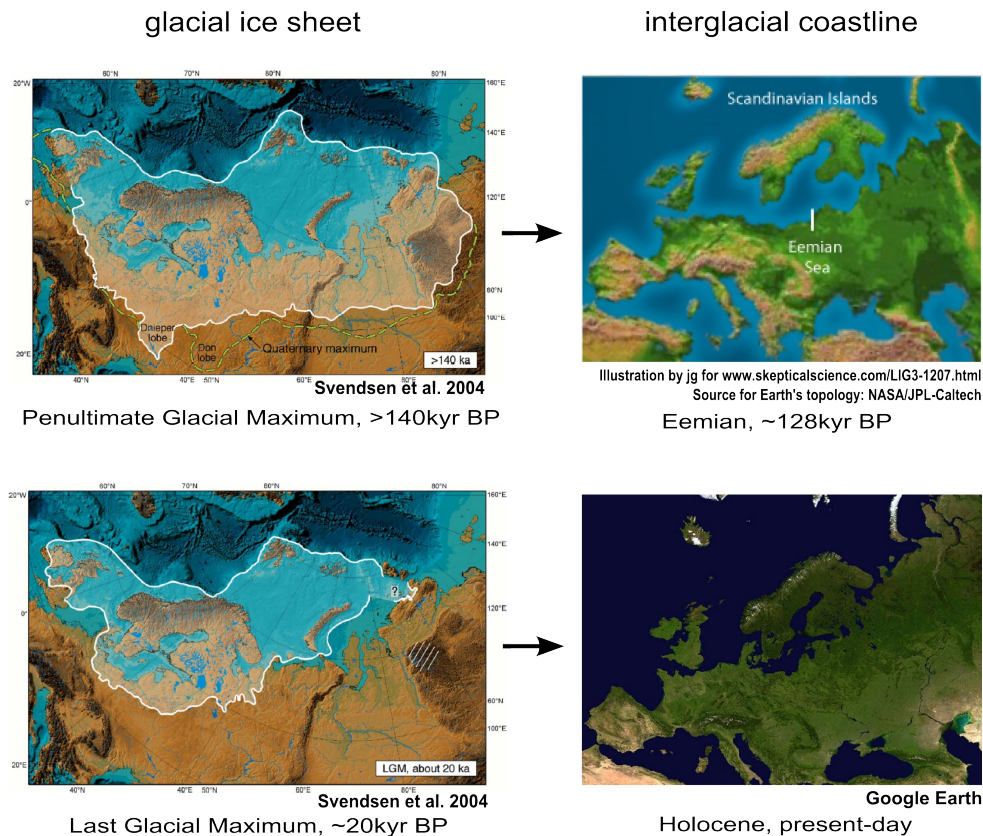 glacial ice sheet
interglacial coastline
60°N
70°N
80°N
80°N
20°W
160°E
140°E
120°E
0°
80°N
100°E
20°E
40°N
40°E
50°N
60°E
80°E
Dnieper
lobe
Don
lobe
Quaternary maximum
>140 ka
Svendsen et al. 2004
Penultimate Glacial Maximum, >140kyr BP
Scandinavian Islands
Eemian
Sea
Illustration by jg for www.skepticalscience.com/LIG3-1207.html
Source for Earth's topology: NASA/JPL-Caltech
Eemian, ~128kyr BP
20°W
60°N
70°N
80°N
80°N
160°E
140°E
?
0°
120°E
60°N
100°E
20°E
LGM, about 20 ka
40°N
40°E
50°N
60°E
80°E
Svendsen et al. 2004
Last Glacial Maximum, ~20kyr BP
Google Earth
Holocene, present-day